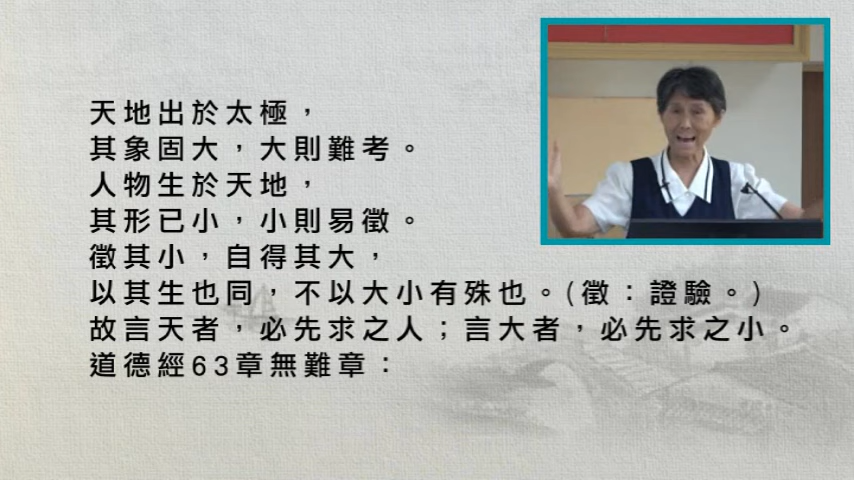 天地出於太極，
其象固大，大則難考。
人物生於天地，
其形已小，小則易徵。
徵其小，自得其大，
以其生也同，不以大小有殊也。(徵：證驗。)
故言天者，必先求之人；言大者，必先求之小。
道德經63章無難章：